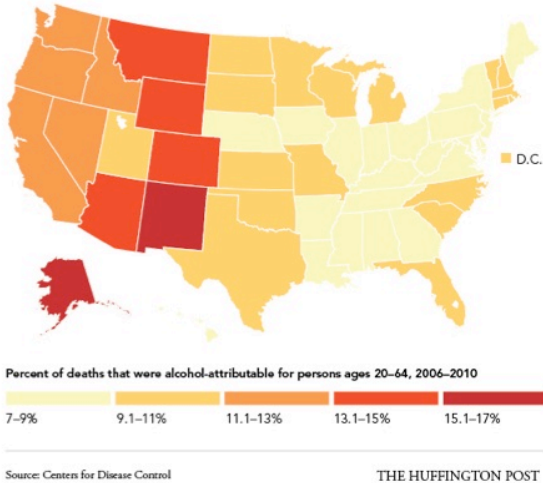 D.C.
Percent of deaths that were alcohol-attributable for persons ages 20–64, 2006–2010
7–9%
9.1–11%
11.1–13%
13.1–15%
15.1–17%
Source: Centers for Disease Control
THE HUFFINGTON POST